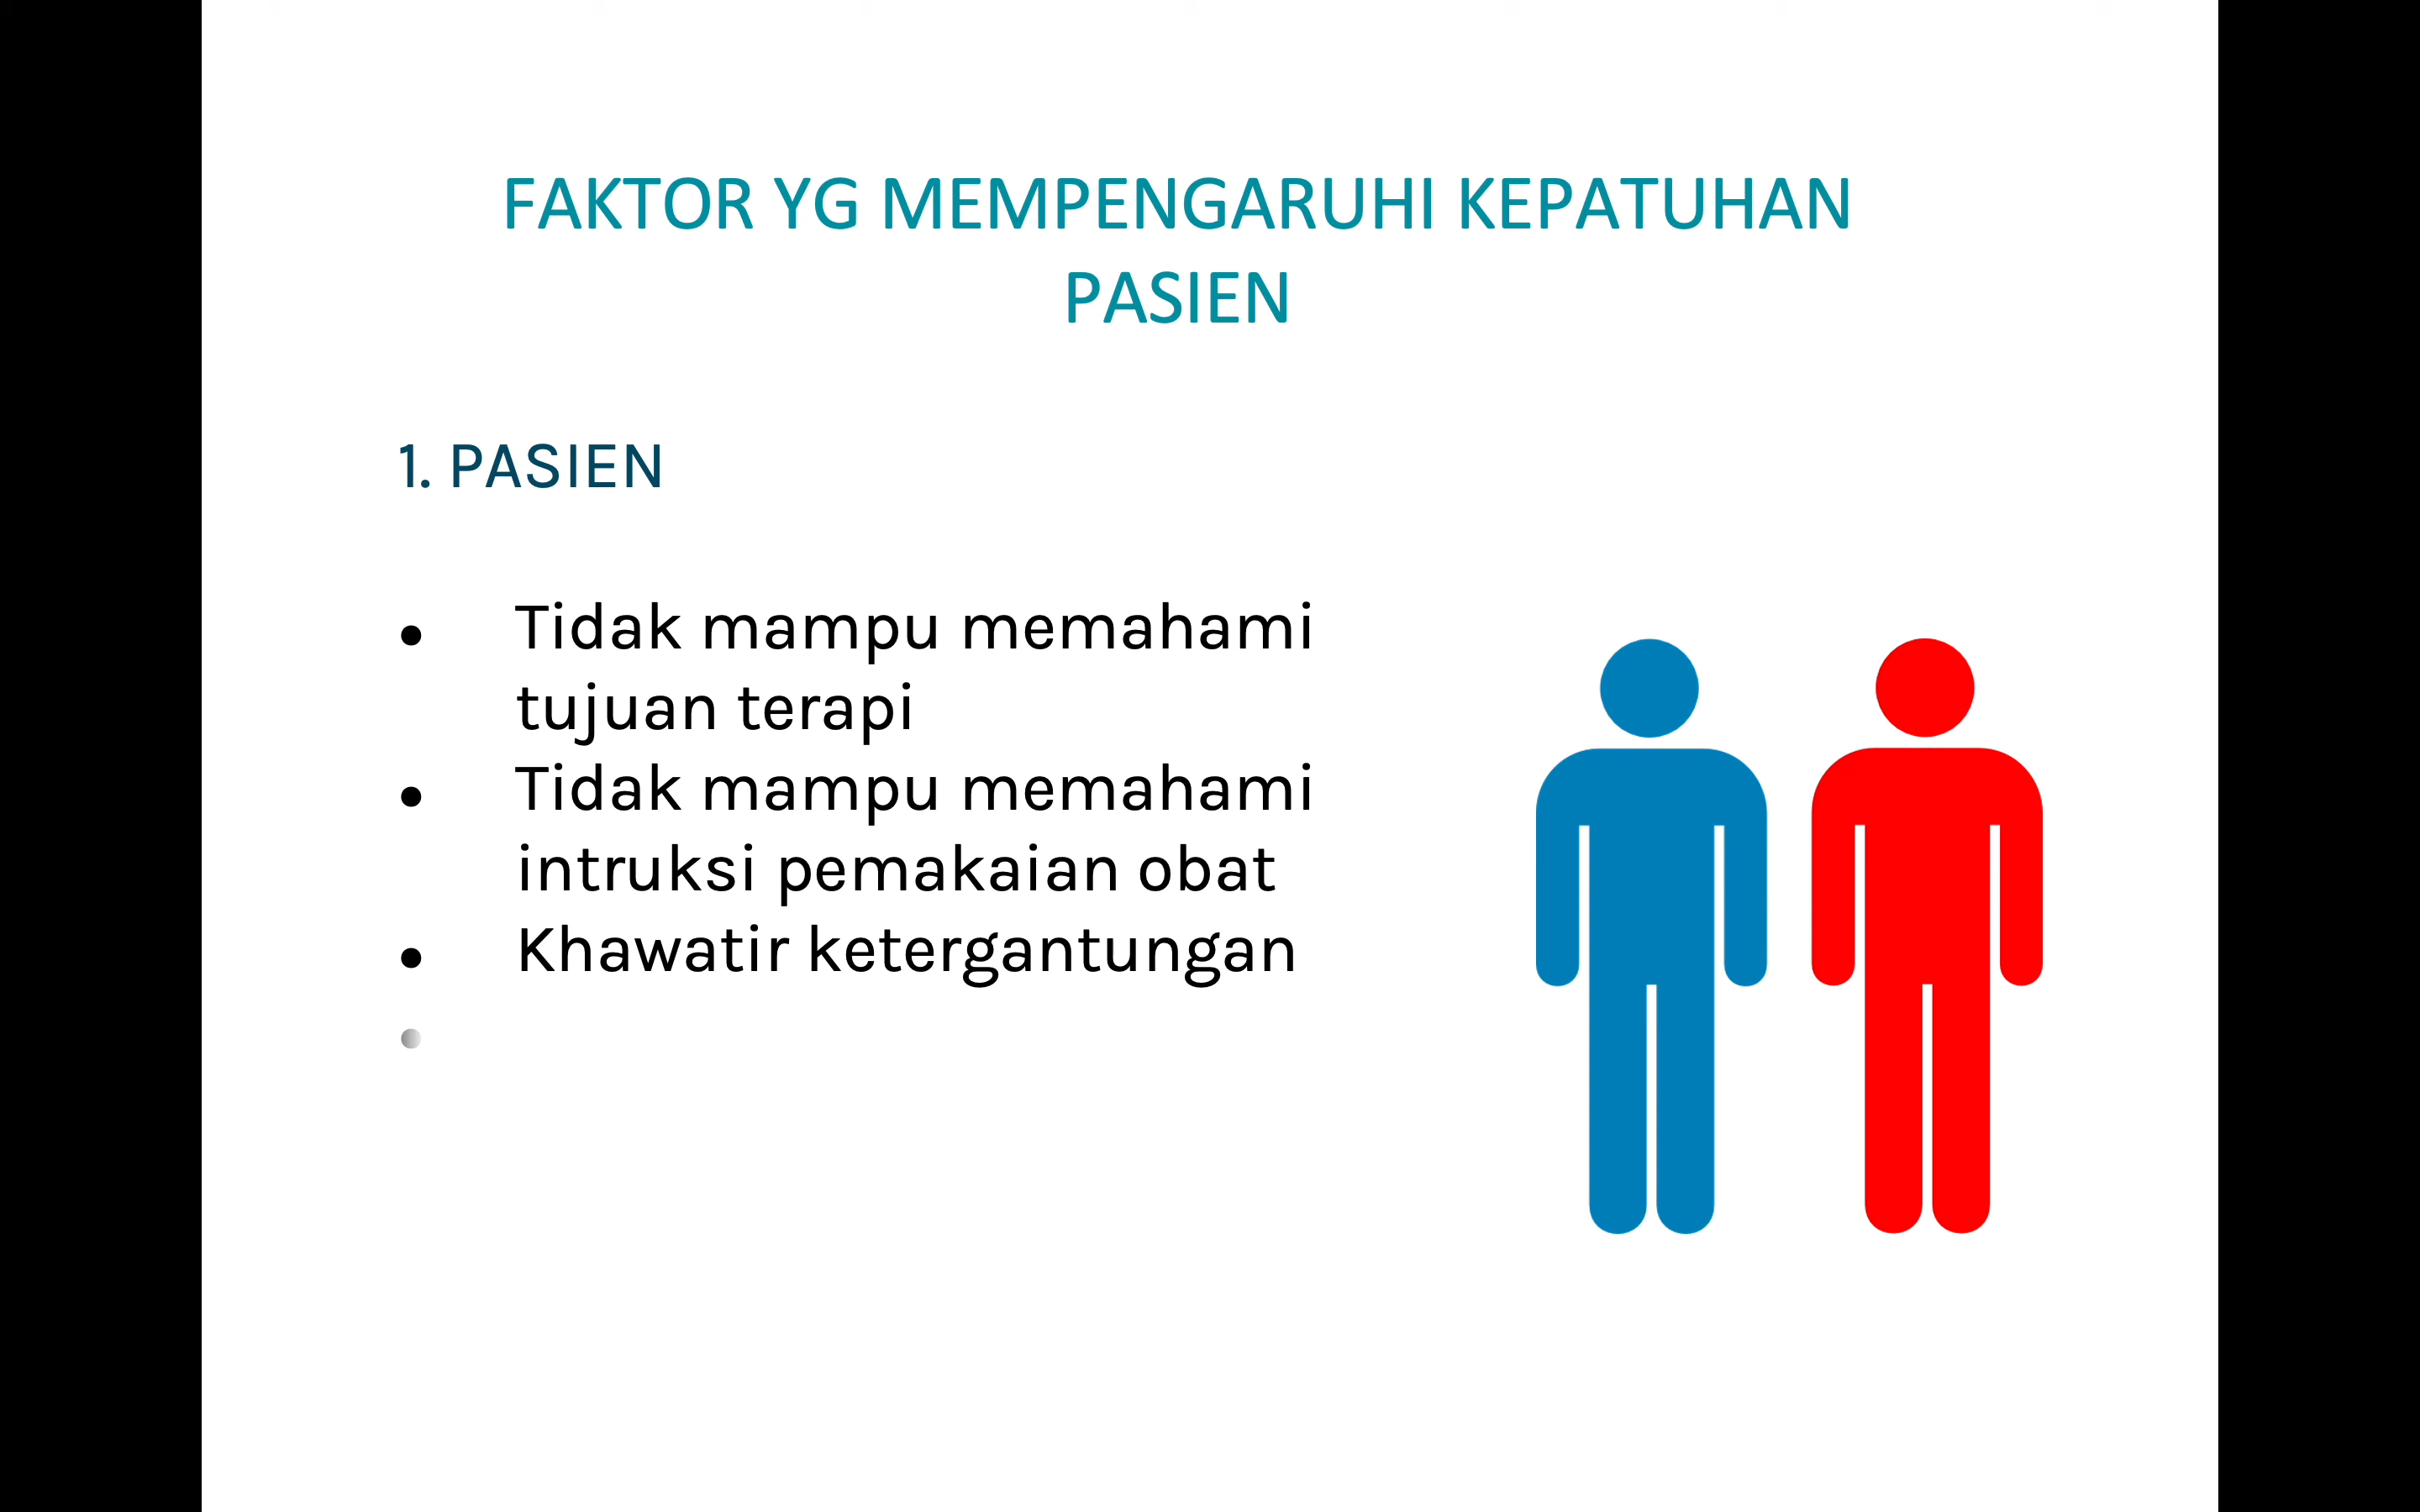 FAKTOR YG MEMPENGARUHI KEPATUHAN
PASIEN
1. PASIEN
• Tidak mampu memahami
tujuan terapi
• Tidak mampu memahami
intruksi pemakaian obat
• Khawatir ketergantungan
•